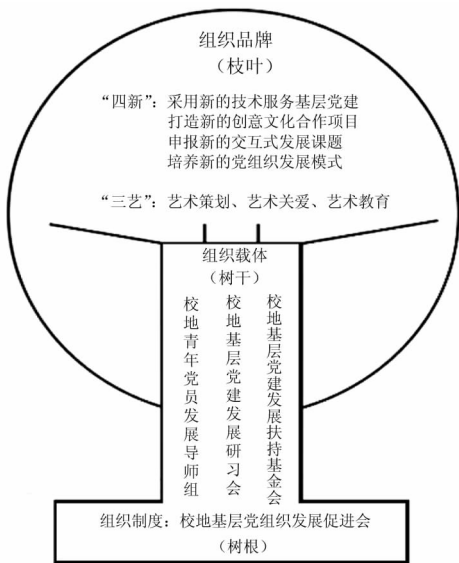 组织品牌
（枝叶）
“四新”：采用新的技术服务基层党建
打造新的创意文化合作项目
申报新的交互式发展课题
培养新的党组织发展模式
“三艺”：艺术策划、艺术关爱、艺术教育
组织载体
（树干）
校地青年党员发展导师组
校地基层党建发展研习会
校地基层党建发展扶持基金会
组织制度：校地基层党组织发展促进会
（树根）